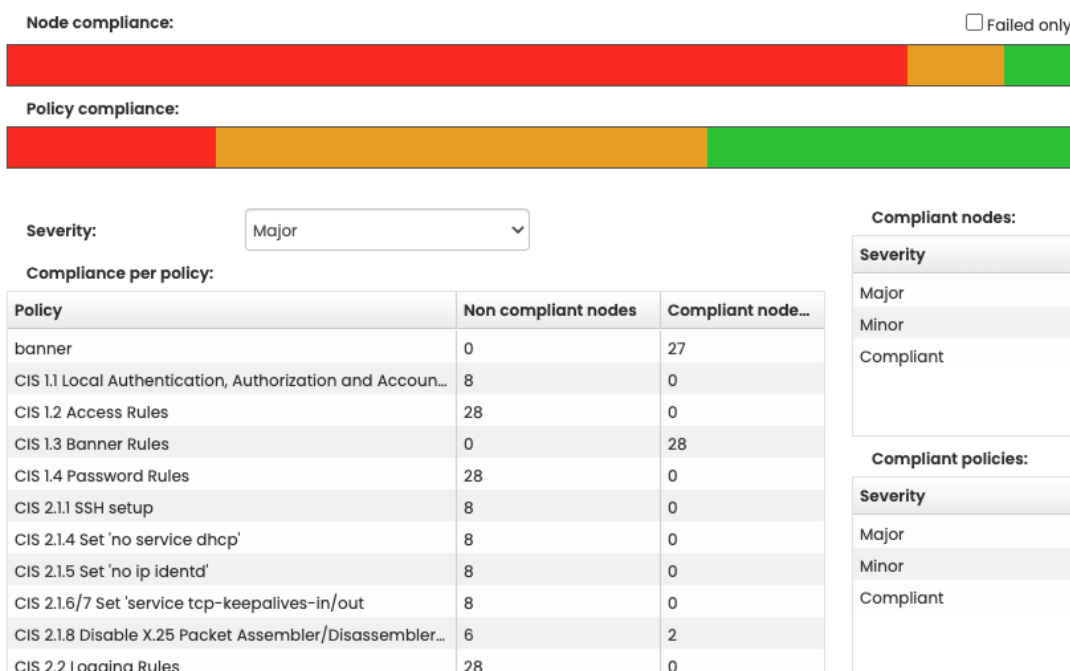 Node compliance:
Failed only
Policy compliance:
Severity:
Major
Compliance per policy:
Policy Non compliant nodes Compliant node...
banner 0 27
CIS 1.1 Local Authentication, Authorization and Accoun... 8 0
CIS 1.2 Access Rules 28 0
CIS 1.3 Banner Rules 0 28
CIS 1.4 Password Rules 28 0
CIS 2.1.1 SSH setup 8 0
CIS 2.1.4 Set 'no service dhcp' 8 0
CIS 2.1.5 Set 'no ip identd' 8 0
CIS 2.1.6/7 Set 'service tcp-keepalives-in/out 8 0
CIS 2.1.8 Disable X.25 Packet Assembler/Disassembler... 6 2
CIS 2.2 Logging Rules 28 0
Compliant nodes:
Severity
Major
Minor
Compliant
Compliant policies:
Severity
Major
Minor
Compliant